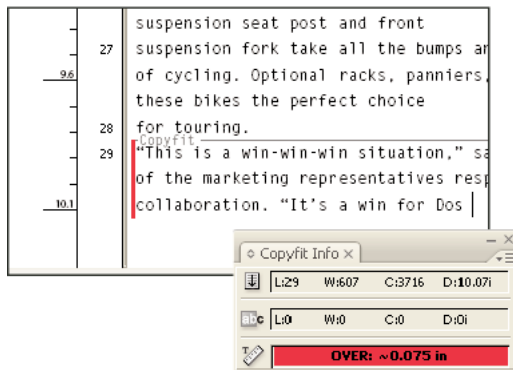 suspension seat post and front
27 suspension fork take all the bumps
9.6 of cycling. Optional racks, panniers,
these bikes the perfect choice
28 for touring.
Copyfit
29 “This is a win-win-win situation,”
of the marketing representatives
10.1 collaboration. “It’s a win for Dos
Copyfit Info
L:29 W:607 C:3716 D:10.07i
abc L:0 W:0 C:0 D:0i
T OVER: ~0.075 in